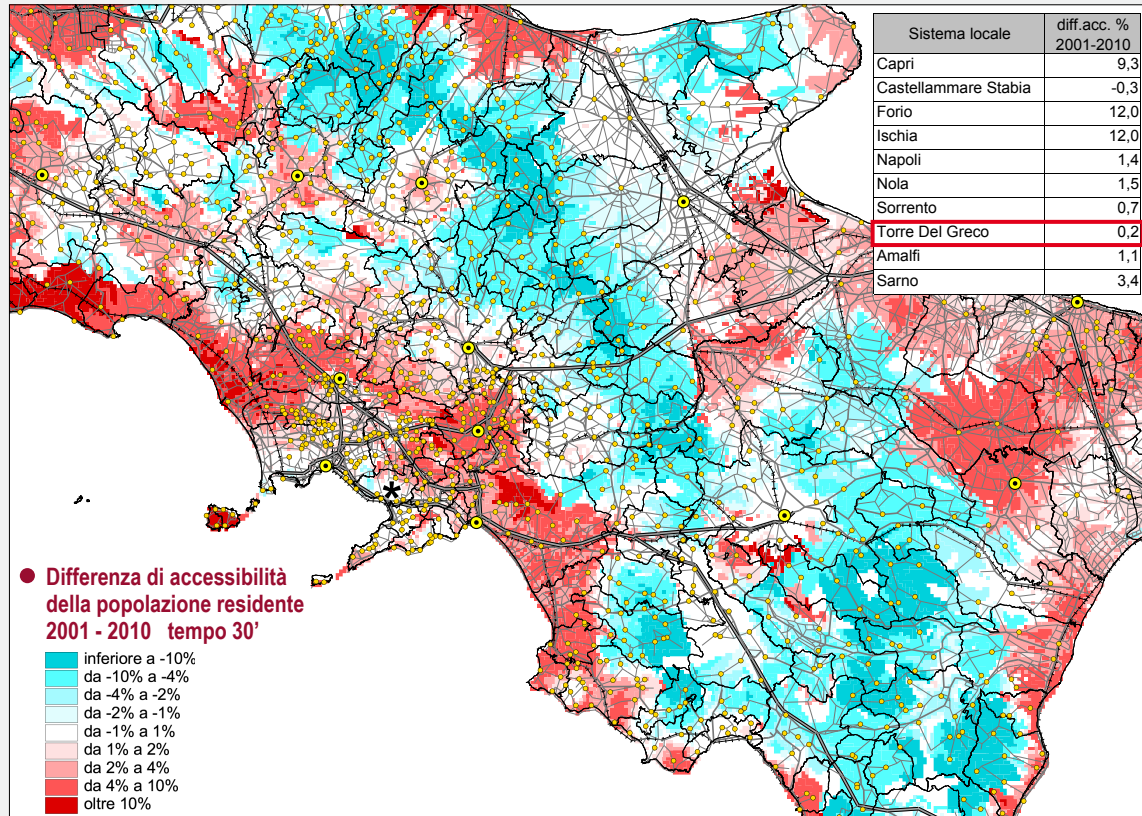 Sistema locale diff.acc. % 2001-2010
Capri 9,3
Castellammare Stabia -0,3
Forio 12,0
Ischia 12,0
Napoli 1,4
Nola 1,5
Sorrento 0,7
Torre Del Greco 0,2
Amalfi 1,1
Sarno 3,4
*
● Differenza di accessibilità
della popolazione residente
2001 - 2010 tempo 30'
inferiore a -10%
da -10% a -4%
da -4% a -2%
da -2% a -1%
da -1% a 1%
da 1% a 2%
da 2% a 4%
da 4% a 10%
oltre 10%